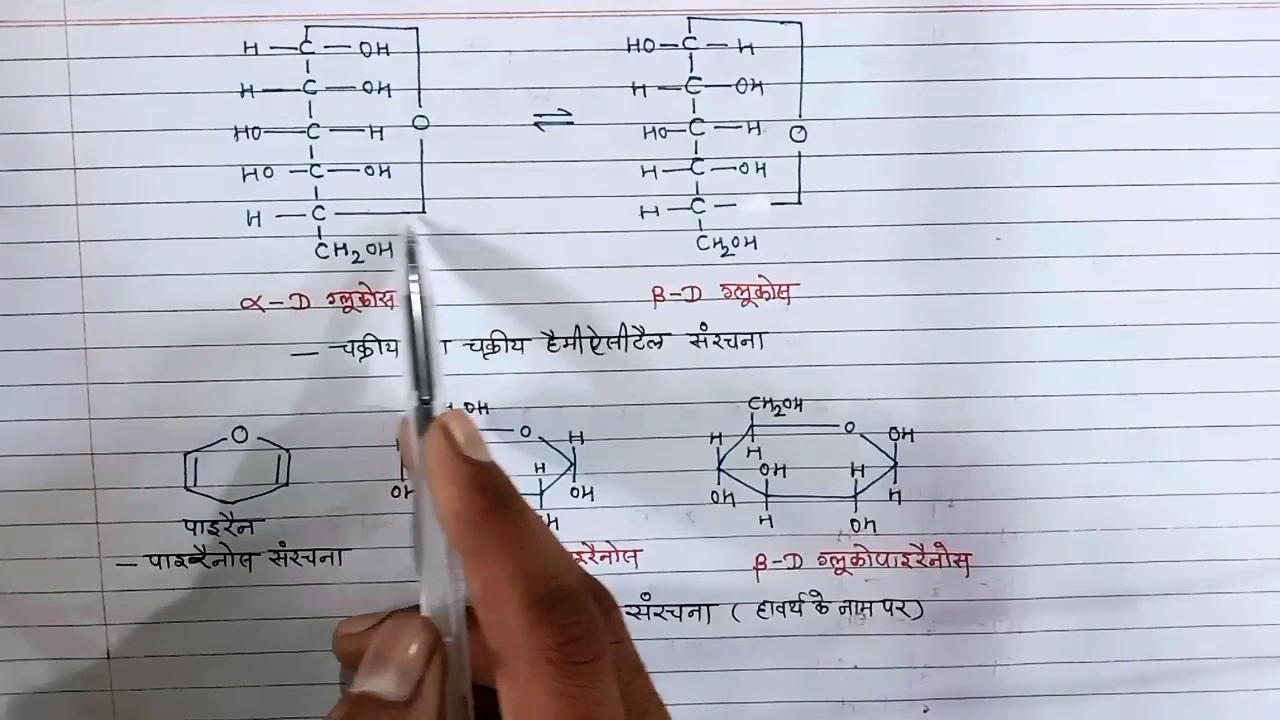 H — C — OH HO — C — H
H — C — OH H — C — OH
HO — C — H O ⇌ HO — C — H O
HO — C — OH H — C — OH
H — C H — C
CH₂OH CH₂OH
α-D ग्लूकोस β-D ग्लूकोस
— चक्रीय चक्रीय हैमीऐसीटैल संरचना
OH CH₂OH
O O H H O OH
H H OH H
OH OH OH H
H H OH
पाइरैन
— पाइरैनोस संरचना β-D ग्लूकोपाइरैनोस
संरचना ( हावर्थ के नाम पर)